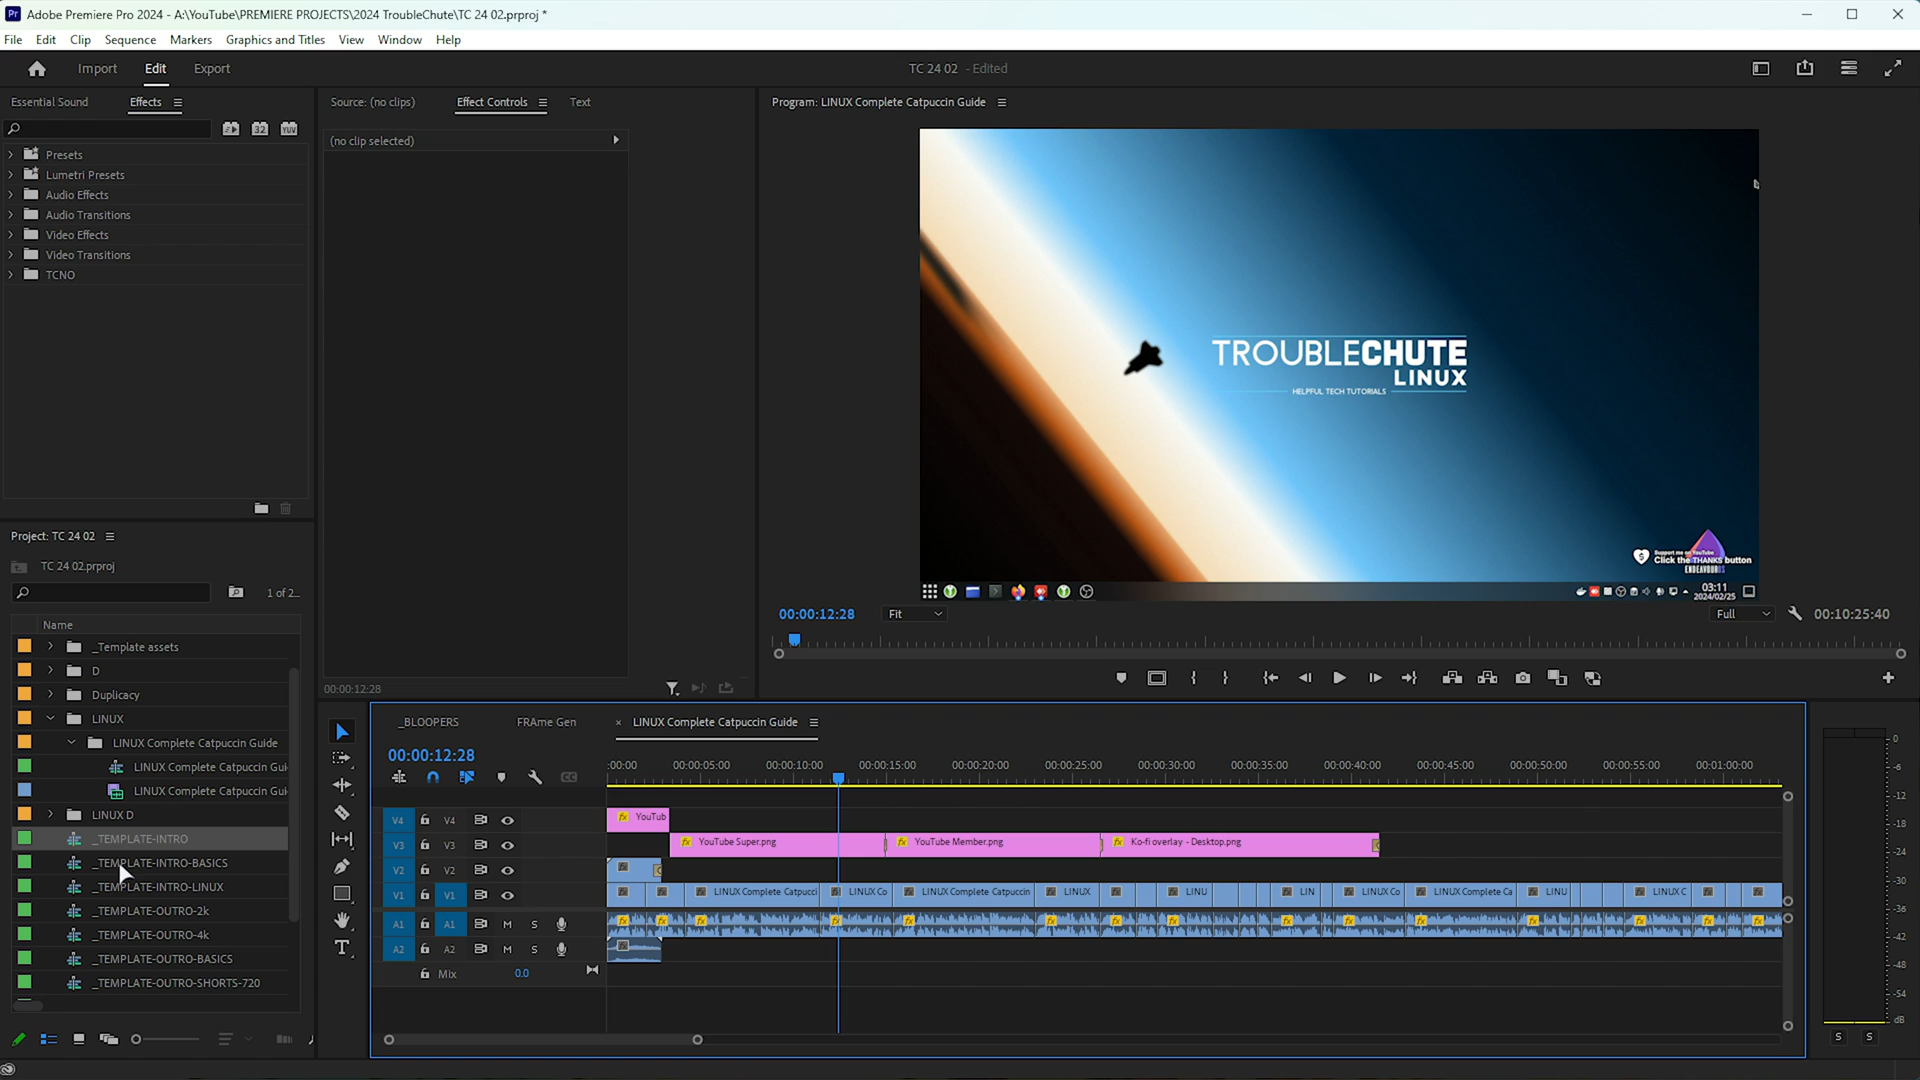 Adobe Premiere Pro 2024 - A:\YouTube\PREMIERE PROJECTS\2024 TroubleChute\TC 24 02.prproj *
File Edit Clip Sequence Markers Graphics and Titles View Window Help
Import Edit Export
TC 24 02 - Edited
Essential Sound Effects
32 YUV
Presets
Lumetri Presets
Audio Effects
Audio Transitions
Video Effects
Video Transitions
TCNO
Source: (no clips) Effect Controls Text
(no clip selected)
00:00:12:28
Program: LINUX Complete Catpuccin Guide
TROUBLECHUTE
LINUX
HELPFUL TECH TUTORIALS
Support me on YouTube
Click the THANKS button
ENDEAVOUROS
03:11
2024/02/25
00:00:12:28 Fit Full 00:10:25:40
Project: TC 24 02
TC 24 02.prproj
1 of 2...
Name
_Template assets
D
Duplicacy
LINUX
LINUX Complete Catpuccin Guide
LINUX Complete Catpuccin Gui
LINUX Complete Catpuccin Gui
LINUX D
_TEMPLATE-INTRO
_TEMPLATE-INTRO-BASICS
_TEMPLATE-INTRO-LINUX
_TEMPLATE-OUTRO-2k
_TEMPLATE-OUTRO-4k
_TEMPLATE-OUTRO-BASICS
_TEMPLATE-OUTRO-SHORTS-720
_BLOOPERS FRAme Gen × LINUX Complete Catpuccin Guide
00:00:12:28
:00:00 00:00:05:00 00:00:10:00 00:00:15:00 00:00:20:00 00:00:25:00 00:00:30:00 00:00:35:00 00:00:40:00 00:00:45:00 00:00:50:00 00:00:55:00 00:01:00:00
V4 V4 YouTub
V3 V3 YouTube Super.png YouTube Member.png Ko-fi overlay - Desktop.png
V2 V2
V1 V1 LINUX Complete Catpucci LINUX Co LINUX Complete Catpuccin LINUX LINU LIN LINUX Co LINUX Complete Ca LINU LINUX C
A1 A1 M S
A2 A2 M S
Mix 0.0
0
-6
-12
-18
-24
-30
-36
-42
-48
-54
dB
S S